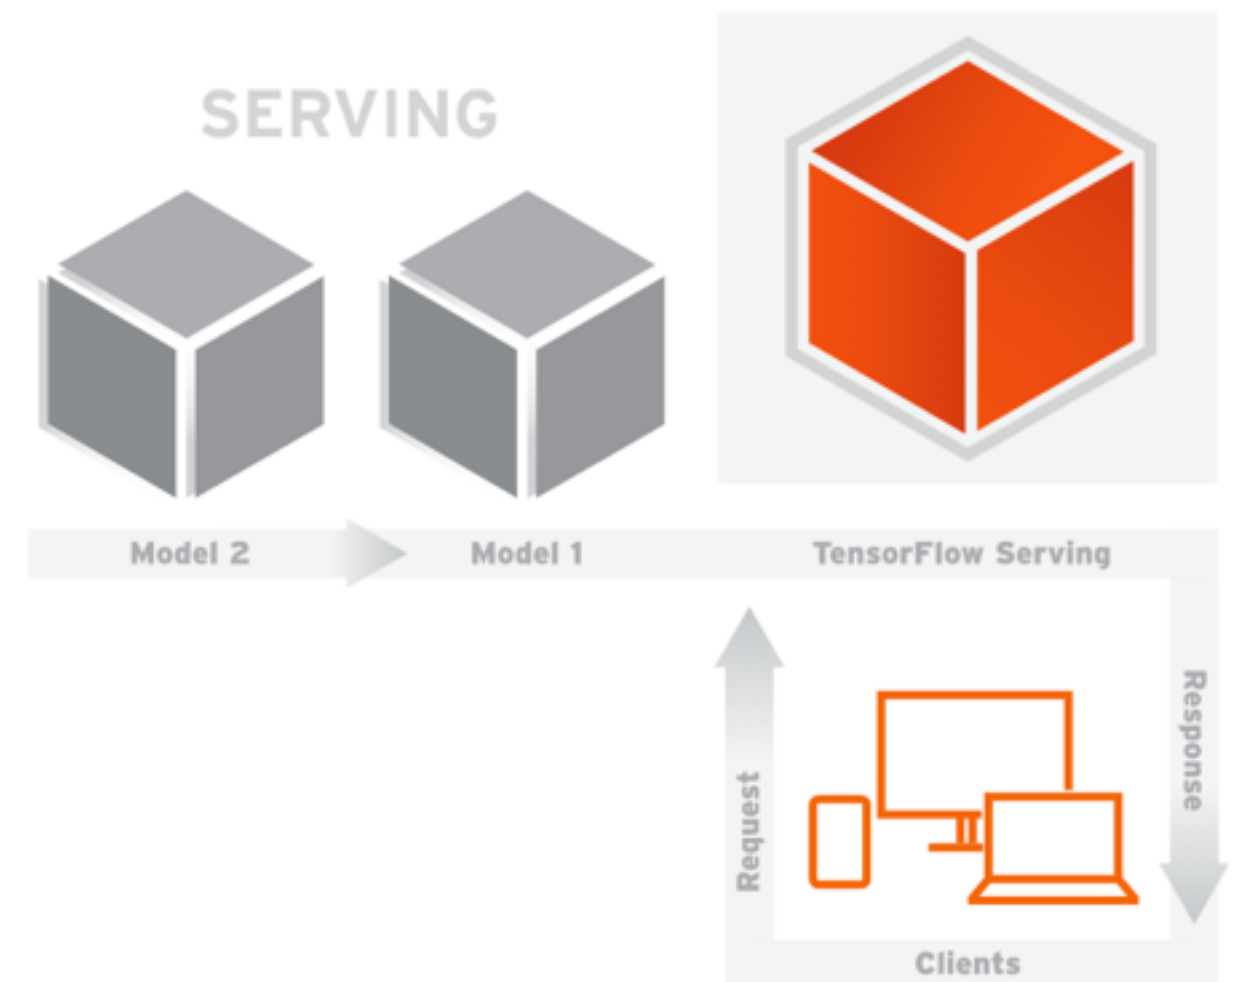 SERVING
Model 2
Model 1
TensorFlow Serving
Request
Response
Clients